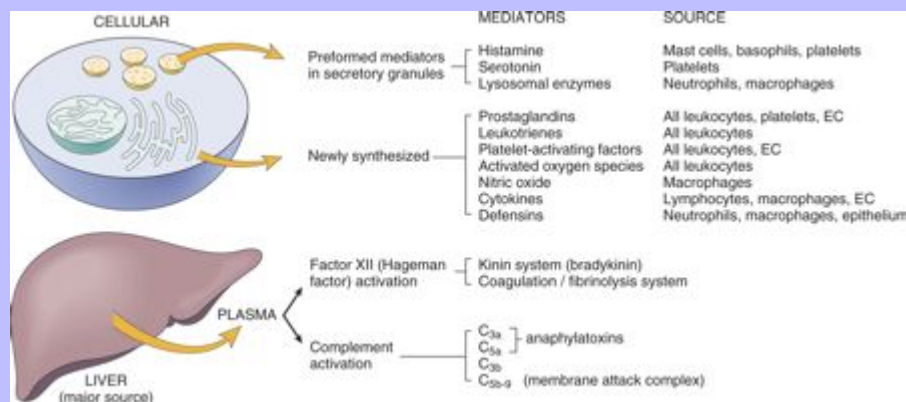 CELLULAR
MEDIATORS SOURCE
Preformed mediators
in secretory granules
Histamine Mast cells, basophils, platelets
Serotonin Platelets
Lysosomal enzymes Neutrophils, macrophages
Newly synthesized
Prostaglandins All leukocytes, platelets, EC
Leukotrienes All leukocytes
Platelet-activating factors All leukocytes, EC
Activated oxygen species All leukocytes
Nitric oxide Macrophages
Cytokines Lymphocytes, macrophages, EC
Defensins Neutrophils, macrophages, epithelium
LIVER
(major source)
PLASMA
Factor XII (Hageman
factor) activation
Kinin system (bradykinin)
Coagulation / fibrinolysis system
Complement
activation
C3a
C5a
anaphylatoxins
C3b
C5b-9 (membrane attack complex)